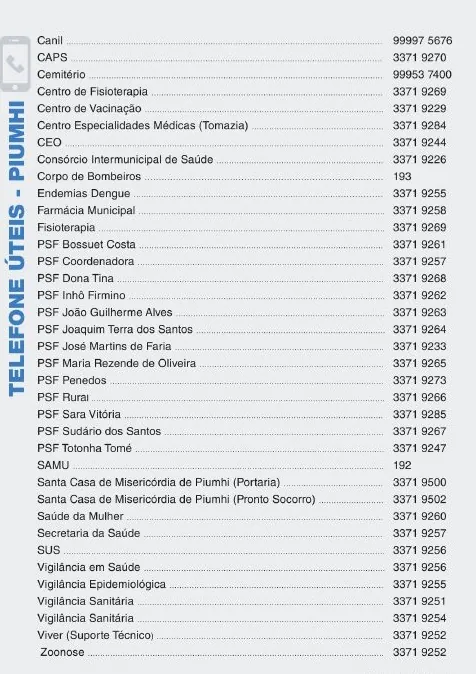 TELEFONE ÚTEIS - PIUMHI
Canil 99997 5676
CAPS 3371 9270
Cemitério 99953 7400
Centro de Fisioterapia 3371 9269
Centro de Vacinação 3371 9229
Centro Especialidades Médicas (Tomazia) 3371 9284
CEO 3371 9244
Consórcio Intermunicipal de Saúde 3371 9226
Corpo de Bombeiros 193
Endemias Dengue 3371 9255
Farmácia Municipal 3371 9258
Fisioterapia 3371 9269
PSF Bossuet Costa 3371 9261
PSF Coordenadora 3371 9257
PSF Dona Tina 3371 9268
PSF Inhô Firmino 3371 9262
PSF João Guilherme Alves 3371 9263
PSF Joaquim Terra dos Santos 3371 9264
PSF José Martins de Faria 3371 9233
PSF Maria Rezende de Oliveira 3371 9265
PSF Penedos 3371 9273
PSF Rural 3371 9266
PSF Sara Vitória 3371 9285
PSF Sudário dos Santos 3371 9267
PSF Totonha Tomé 3371 9247
SAMU 192
Santa Casa de Misericórdia de Piumhi (Portaria) 3371 9500
Santa Casa de Misericórdia de Piumhi (Pronto Socorro) 3371 9502
Saúde da Mulher 3371 9260
Secretaria da Saúde 3371 9257
SUS 3371 9256
Vigilância em Saúde 3371 9256
Vigilância Epidemiológica 3371 9255
Vigilância Sanitária 3371 9251
Vigilância Sanitária 3371 9254
Viver (Suporte Técnico) 3371 9252
Zoonose 3371 9252